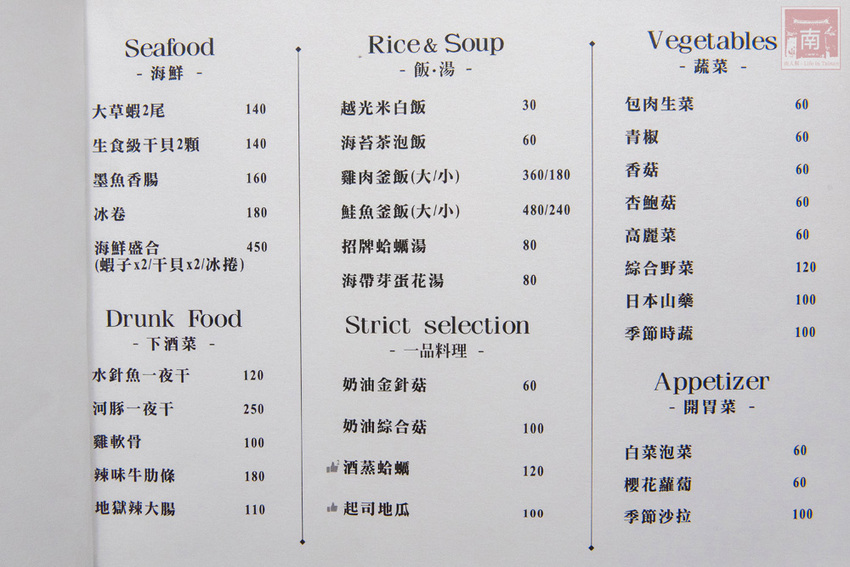 Seafood
- 海鮮 -
大草蝦2尾 140
生食級干貝2顆 140
墨魚香腸 160
冰卷 180
海鮮盛合 450
(蝦子x2/干貝x2/冰捲)
Drunk Food
- 下酒菜 -
水針魚一夜干 120
河豚一夜干 250
雞軟骨 100
辣味牛肋條 180
地獄辣大腸 110
Rice & Soup
- 飯·湯 -
越光米白飯 30
海苔茶泡飯 60
雞肉釜飯(大/小) 360/180
鮭魚釜飯(大/小) 480/240
招牌蛤蠣湯 80
海帶芽蛋花湯 80
Strict selection
- 一品料理 -
奶油金針菇 60
奶油綜合菇 100
酒蒸蛤蠣 120
起司地瓜 100
Vegetables
- 蔬菜 -
包肉生菜 60
青椒 60
香菇 60
杏鮑菇 60
高麗菜 60
綜合野菜 120
日本山藥 100
季節時蔬 100
Appetizer
- 開胃菜 -
白菜泡菜 60
櫻花蘿蔔 60
季節沙拉 100
南